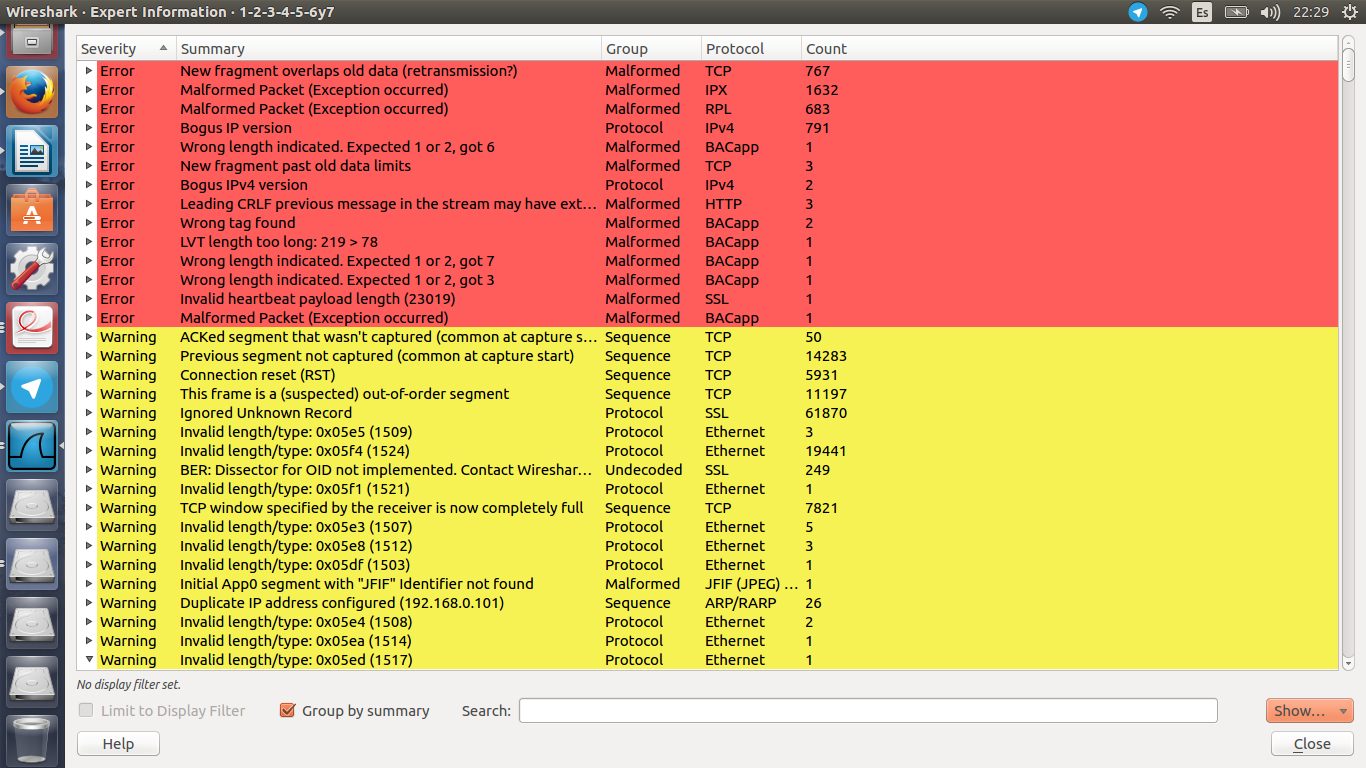 Wireshark · Expert Information · 1-2-3-4-5-6y7 Es 22:29
Severity Summary Group Protocol Count
Error New fragment overlaps old data (retransmission?) Malformed TCP 767
Error Malformed Packet (Exception occurred) Malformed IPX 1632
Error Malformed Packet (Exception occurred) Malformed RPL 683
Error Bogus IP version Protocol IPv4 791
Error Wrong length indicated. Expected 1 or 2, got 6 Malformed BACapp 1
Error New fragment past old data limits Malformed TCP 3
Error Bogus IPv4 version Protocol IPv4 2
Error Leading CRLF previous message in the stream may have ext... Malformed HTTP 3
Error Wrong tag found Malformed BACapp 2
Error LVT length too long: 219 > 78 Malformed BACapp 1
Error Wrong length indicated. Expected 1 or 2, got 7 Malformed BACapp 1
Error Wrong length indicated. Expected 1 or 2, got 3 Malformed BACapp 1
Error Invalid heartbeat payload length (23019) Malformed SSL 1
Error Malformed Packet (Exception occurred) Malformed BACapp 1
Warning ACKed segment that wasn't captured (common at capture s... Sequence TCP 50
Warning Previous segment not captured (common at capture start) Sequence TCP 14283
Warning Connection reset (RST) Sequence TCP 5931
Warning This frame is a (suspected) out-of-order segment Sequence TCP 11197
Warning Ignored Unknown Record Protocol SSL 61870
Warning Invalid length/type: 0x05e5 (1509) Protocol Ethernet 3
Warning Invalid length/type: 0x05f4 (1524) Protocol Ethernet 19441
Warning BER: Dissector for OID not implemented. Contact Wireshar... Undecoded SSL 249
Warning Invalid length/type: 0x05f1 (1521) Protocol Ethernet 1
Warning TCP window specified by the receiver is now completely full Sequence TCP 7821
Warning Invalid length/type: 0x05e3 (1507) Protocol Ethernet 5
Warning Invalid length/type: 0x05e8 (1512) Protocol Ethernet 3
Warning Invalid length/type: 0x05df (1503) Protocol Ethernet 1
Warning Initial App0 segment with "JFIF" Identifier not found Malformed JFIF (JPEG) ... 1
Warning Duplicate IP address configured (192.168.0.101) Sequence ARP/RARP 26
Warning Invalid length/type: 0x05e4 (1508) Protocol Ethernet 2
Warning Invalid length/type: 0x05ea (1514) Protocol Ethernet 1
Warning Invalid length/type: 0x05ed (1517) Protocol Ethernet 1
No display filter set.
Limit to Display Filter Group by summary Search: Show...
Help Close